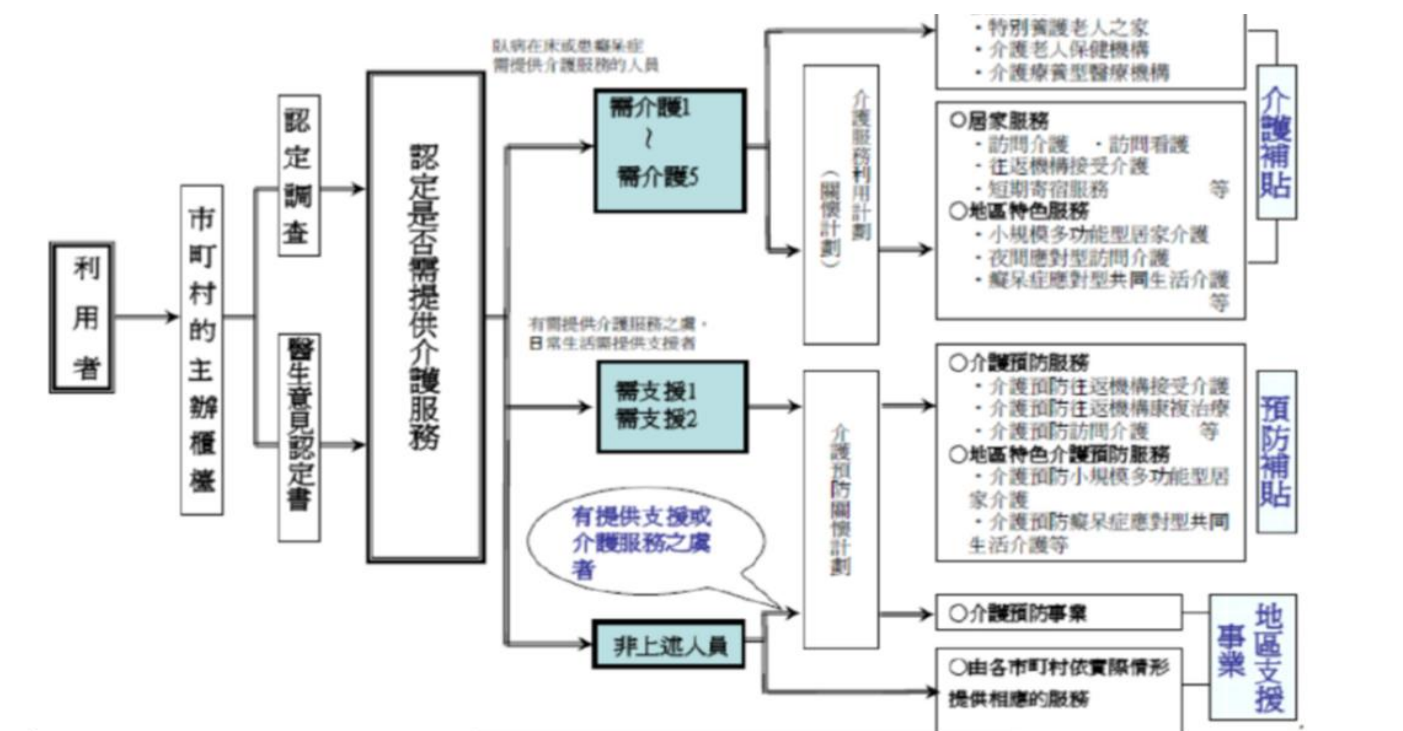 利用者
市町村的主辦櫃檯
認定調查
醫生意見認定書
認定是否需提供介護服務
臥病在床或患癡呆症
需提供介護服務的人員
需介護1
~
需介護5
介護服務利用計劃
（關懷計劃）
・特別養護老人之家
・介護老人保健機構
・介護療養型醫療機構
○居家服務
・訪問介護 ・訪問看護
・往返機構接受介護
・短期寄宿服務 等
○地區特色服務
・小規模多功能型居家介護
・夜間應對型訪問介護
・癡呆症應對型共同生活介護
等
介護補貼
有需提供介護服務之虞，
日常生活需提供支援者
需支援1
需支援2
介護預防關懷計劃
○介護預防服務
・介護預防往返機構接受介護
・介護預防往返機構康複治療
・介護預防訪問介護 等
○地區特色介護預防服務
・介護預防小規模多功能型居
家介護
・介護預防癡呆症應對型共同
生活介護等
預防補貼
有提供支援或
介護服務之虞
者
非上述人員
○介護預防事業
○由各市町村依實際情形
提供相應的服務
地區支援
事業